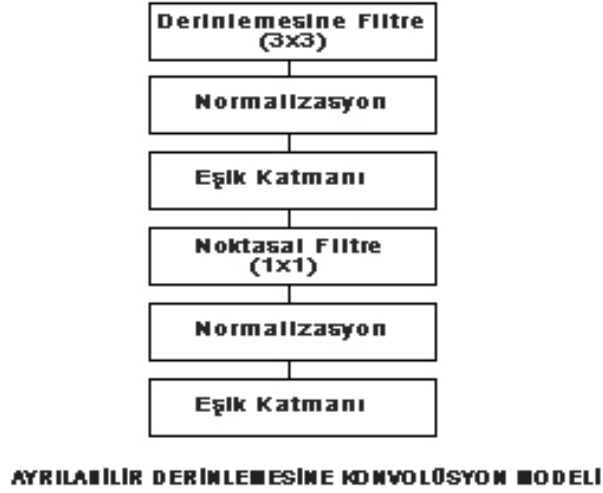 Derinlemesine Filtre
(3x3)
Normalizasyon
Eşik Katmanı
Noktasal Filtre
(1x1)
Normalizasyon
Eşik Katmanı
AYRILABİLİR DERİNLEMESİNE KONVOLÜSYON MODELİ